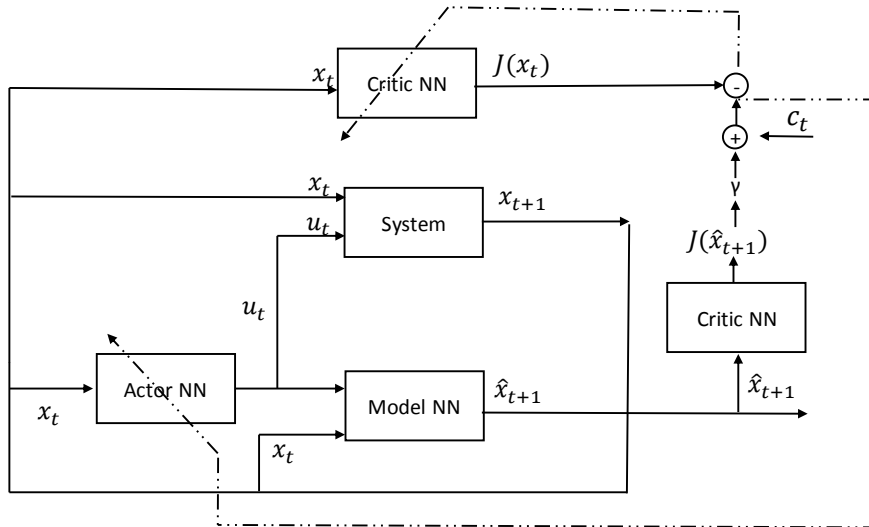 x_t
Critic NN
J(x_t)
-
+
c_t
γ
x_t
u_t
System
x_{t+1}
J(x̂_{t+1})
u_t
Critic NN
Actor NN
x_t
Model NN
x̂_{t+1}
x̂_{t+1}
x_t